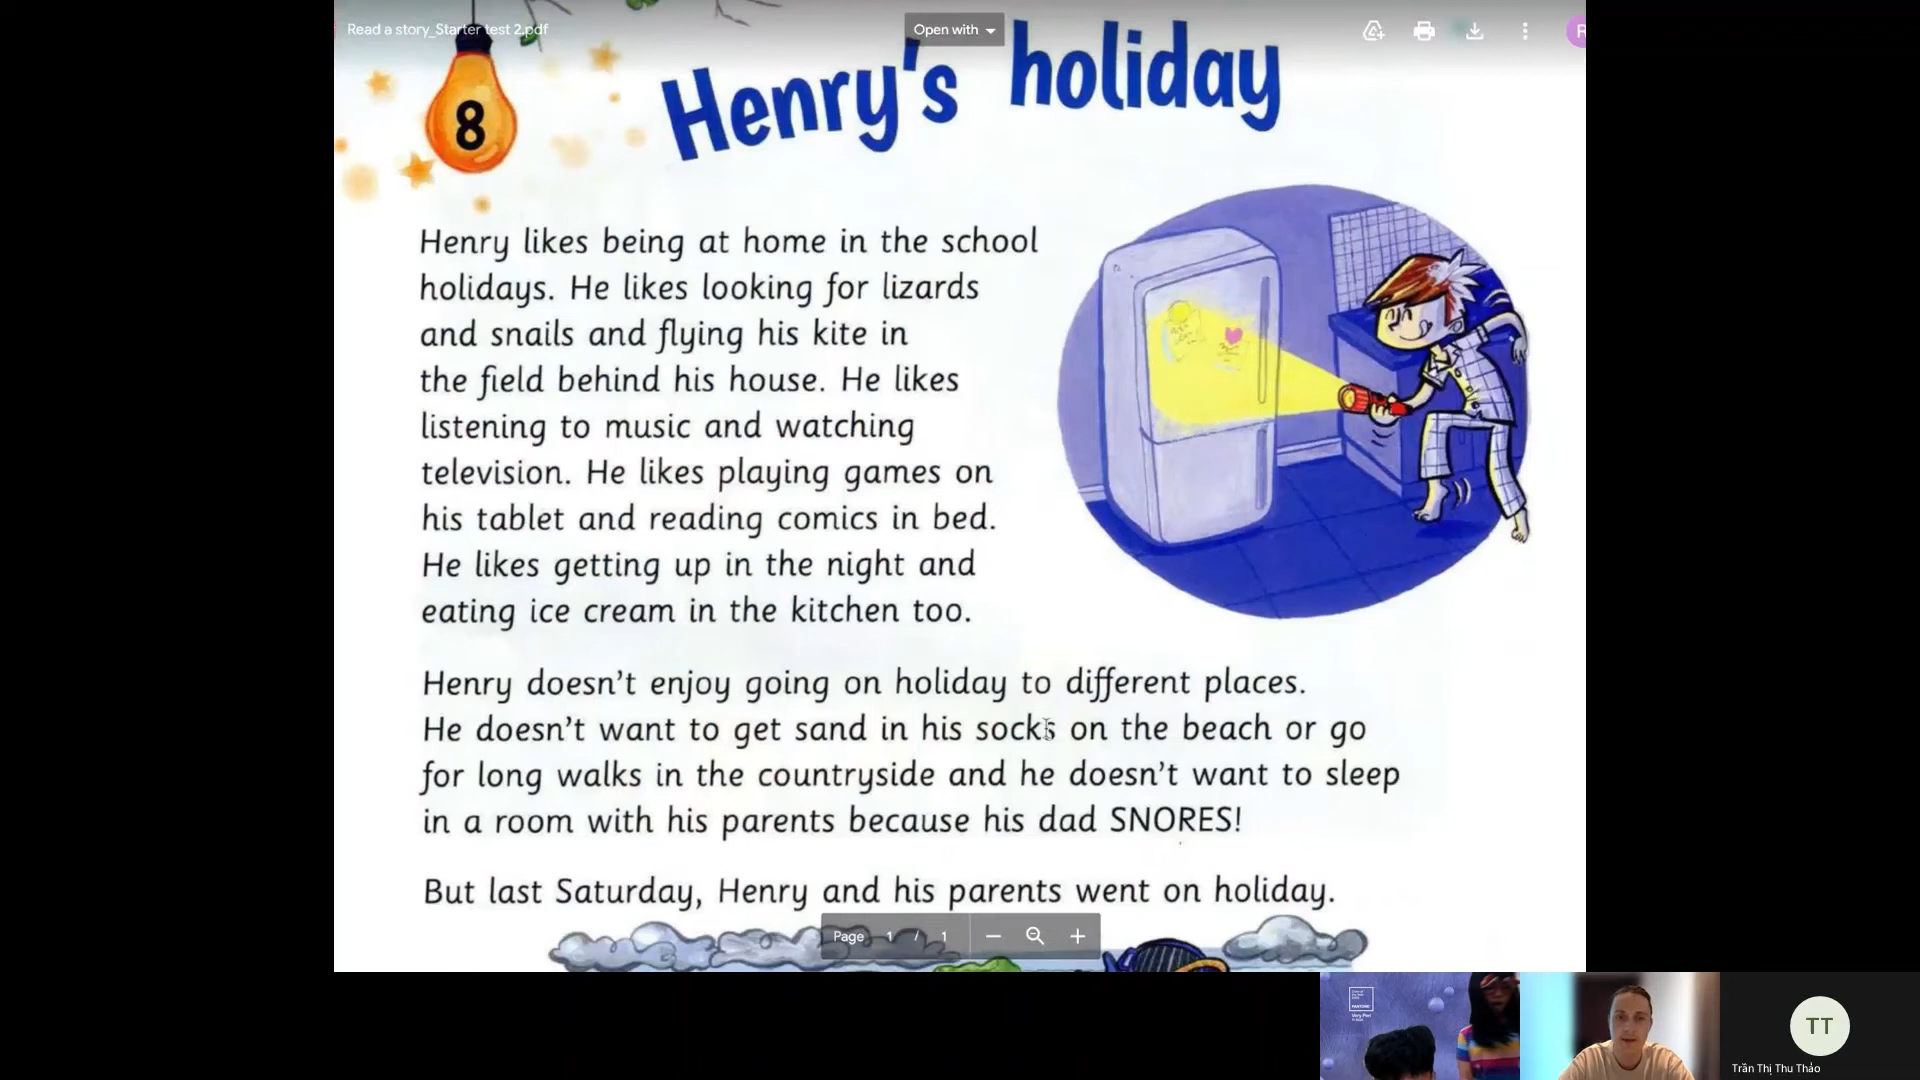 Read a story_Starter test 2.pdf
Open with
R
8
Henry's holiday
Henry likes being at home in the school
holidays. He likes looking for lizards
and snails and flying his kite in
the field behind his house. He likes
listening to music and watching
television. He likes playing games on
his tablet and reading comics in bed.
He likes getting up in the night and
eating ice cream in the kitchen too.
Henry doesn't enjoy going on holiday to different places.
He doesn't want to get sand in his socks on the beach or go
for long walks in the countryside and he doesn't want to sleep
in a room with his parents because his dad SNORES!
But last Saturday, Henry and his parents went on holiday.
Page 1 / 1
PANTONE
Very Peri
TT
Trần Thị Thu Thảo